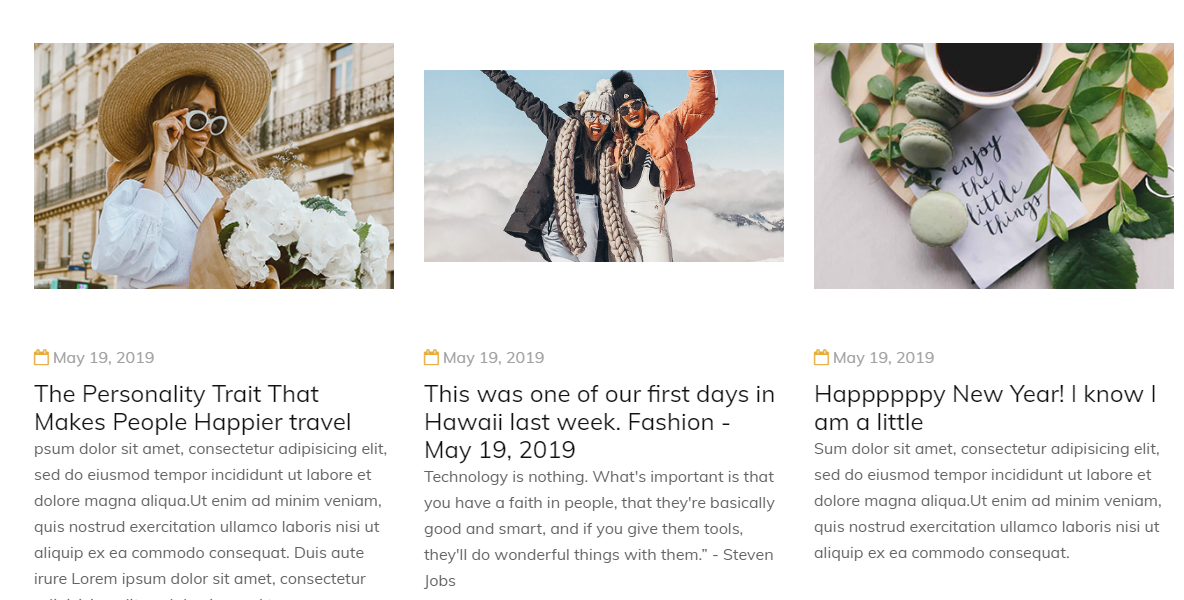 enjoy
the
little
things
May 19, 2019
The Personality Trait That
Makes People Happier travel
psum dolor sit amet, consectetur adipisicing elit,
sed do eiusmod tempor incididunt ut labore et
dolore magna aliqua.Ut enim ad minim veniam,
quis nostrud exercitation ullamco laboris nisi ut
aliquip ex ea commodo consequat. Duis aute
irure Lorem ipsum dolor sit amet, consectetur
May 19, 2019
This was one of our first days in
Hawaii last week. Fashion -
May 19, 2019
Technology is nothing. What's important is that
you have a faith in people, that they're basically
good and smart, and if you give them tools,
they'll do wonderful things with them.” - Steven
Jobs
May 19, 2019
Happppppy New Year! I know I
am a little
Sum dolor sit amet, consectetur adipisicing elit,
sed do eiusmod tempor incididunt ut labore et
dolore magna aliqua.Ut enim ad minim veniam,
quis nostrud exercitation ullamco laboris nisi ut
aliquip ex ea commodo consequat.